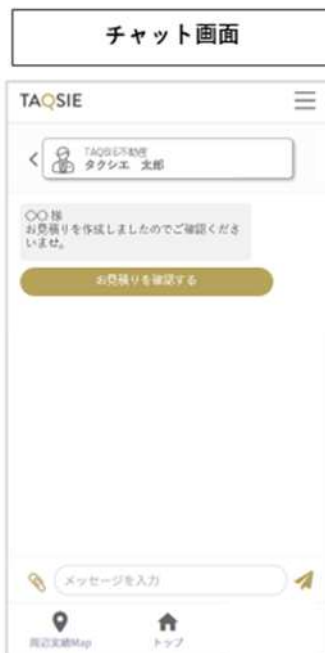 チャット画面
TAQSIE
TAQSIE不動産
タクシエ 太郎
○○ 様
お見積りを作成しましたのでご確認くださ
いませ。
お見積りを確認する
メッセージを入力
周辺実績Map
トップ